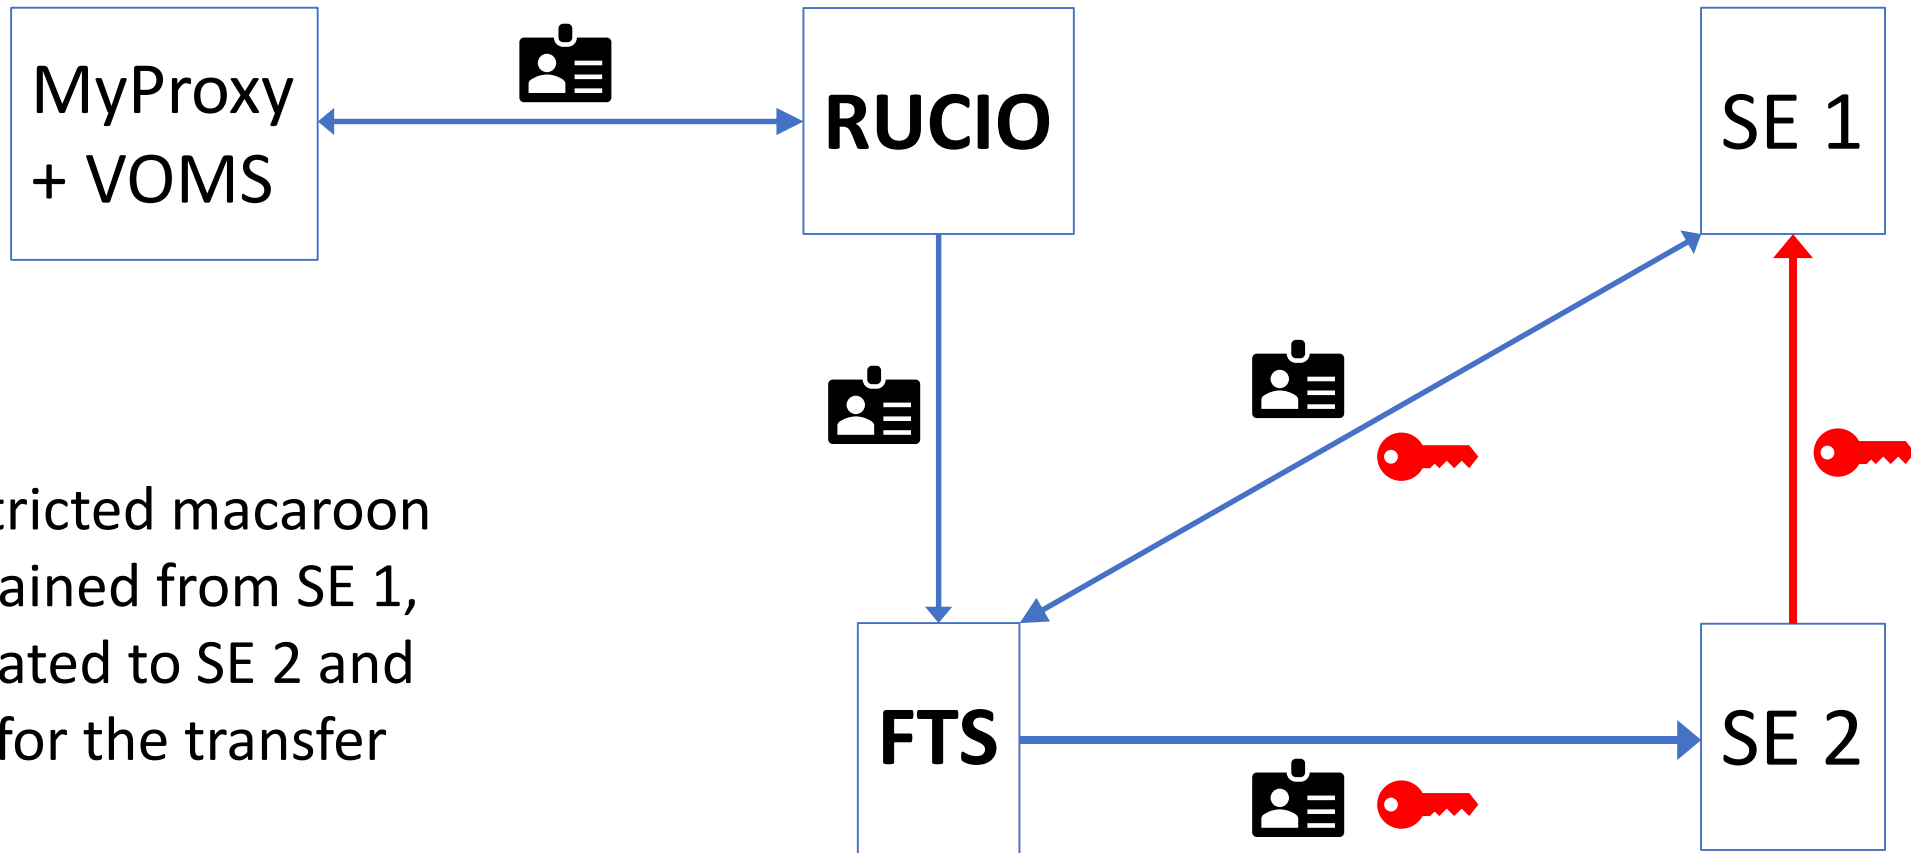 MyProxy
+ VOMS
RUCIO
SE 1
tricted macaroon
ained from SE 1,
ated to SE 2 and
for the transfer
FTS
SE 2